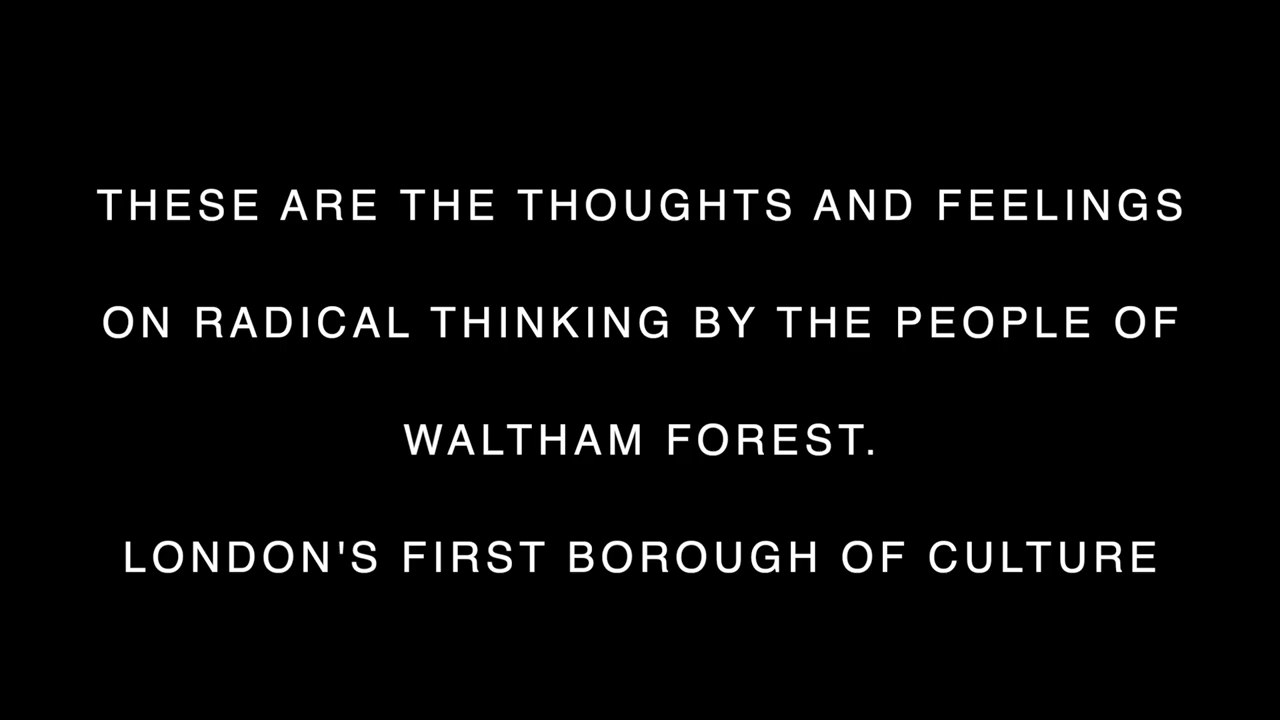 THESE ARE THE THOUGHTS AND FEELINGS
ON RADICAL THINKING BY THE PEOPLE OF
WALTHAM FOREST.
LONDON'S FIRST BOROUGH OF CULTURE